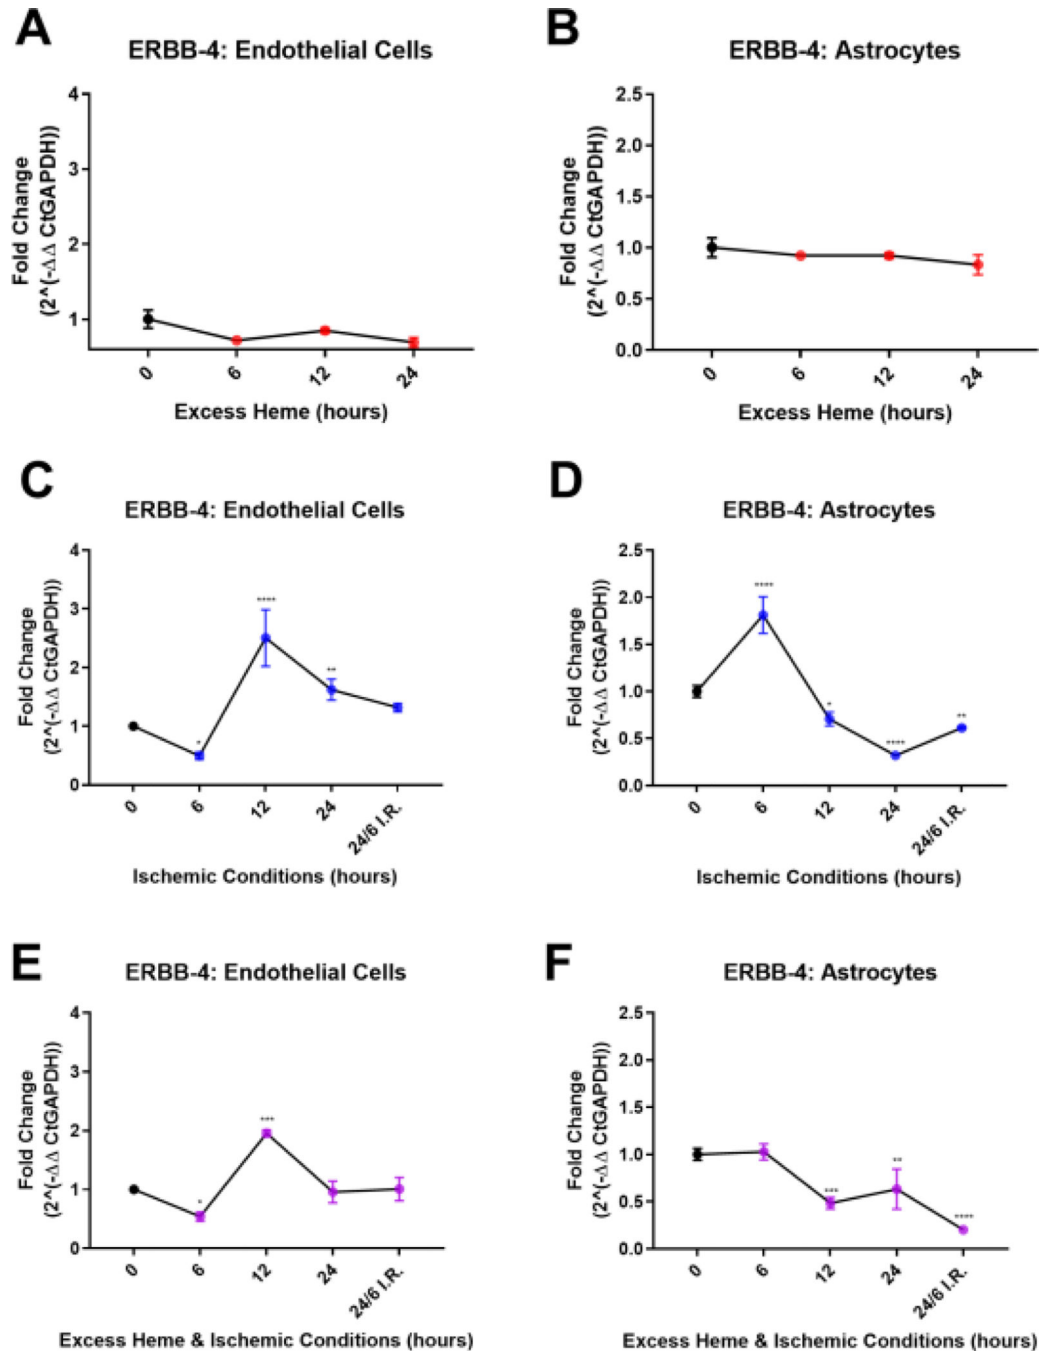 A
ERBB-4: Endothelial Cells
Fold Change
(2^(-ΔΔ CtGAPDH))
4
3
2
1
0
6
12
24
Excess Heme (hours)
B
ERBB-4: Astrocytes
Fold Change
(2^(-ΔΔ CtGAPDH))
2.5
2.0
1.5
1.0
0.5
0.0
0
6
12
24
Excess Heme (hours)
C
ERBB-4: Endothelial Cells
Fold Change
(2^(-ΔΔ CtGAPDH))
4
3
2
1
0
*
****
**
0
6
12
24
24/6 I.R.
Ischemic Conditions (hours)
D
ERBB-4: Astrocytes
Fold Change
(2^(-ΔΔ CtGAPDH))
2.5
2.0
1.5
1.0
0.5
0.0
****
*
****
**
0
6
12
24
24/6 I.R.
Ischemic Conditions (hours)
E
ERBB-4: Endothelial Cells
Fold Change
(2^(-ΔΔ CtGAPDH))
4
3
2
1
0
*
***
0
6
12
24
24/6 I.R.
Excess Heme & Ischemic Conditions (hours)
F
ERBB-4: Astrocytes
Fold Change
(2^(-ΔΔ CtGAPDH))
2.5
2.0
1.5
1.0
0.5
0.0
***
**
****
0
6
12
24
24/6 I.R.
Excess Heme & Ischemic Conditions (hours)